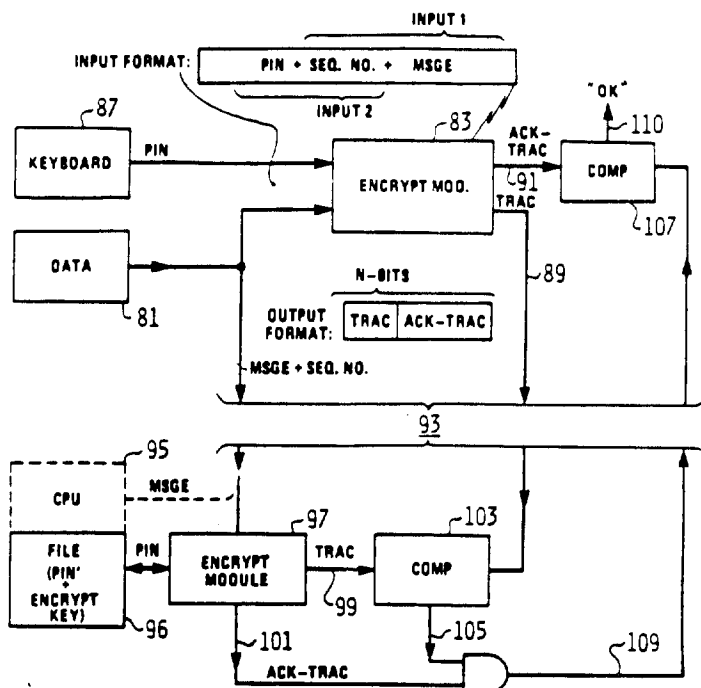 INPUT 1
INPUT FORMAT:
PIN + SEQ. NO. + MSGE
INPUT 2
87
83
"OK"
110
KEYBOARD
PIN
ENCRYPT MOD.
ACK-
TRAC
91
COMP
107
TRAC
DATA
81
89
N-BITS
OUTPUT
FORMAT:
TRAC
ACK-TRAC
MSGE + SEQ. NO.
93
95
CPU
MSGE
97
103
FILE
(PIN'
+
ENCRYPT
KEY)
96
PIN
ENCRYPT
MODULE
TRAC
99
COMP
101
105
109
ACK-TRAC